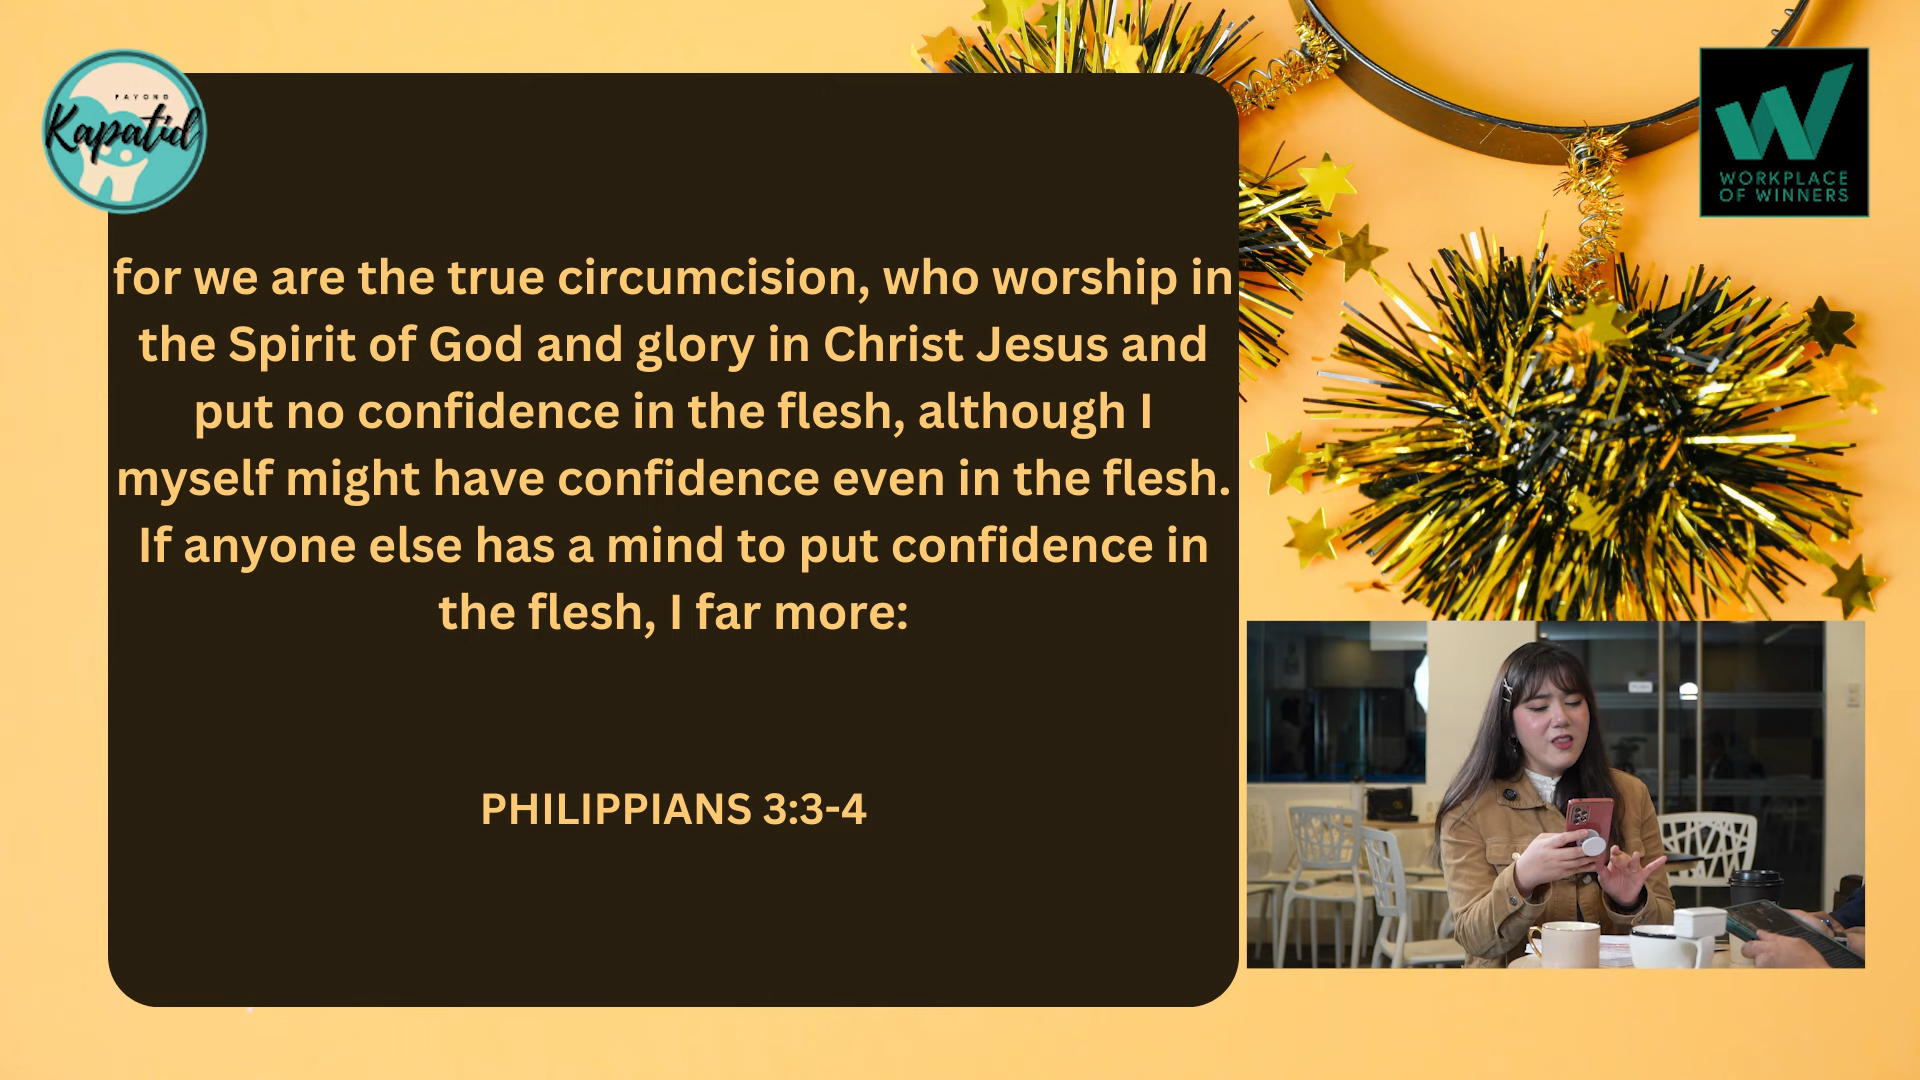 PAYONG
Kapatid
WORKPLACE
OF WINNERS
for we are the true circumcision, who worship in
the Spirit of God and glory in Christ Jesus and
put no confidence in the flesh, although I
myself might have confidence even in the flesh.
If anyone else has a mind to put confidence in
the flesh, I far more:
PHILIPPIANS 3:3-4